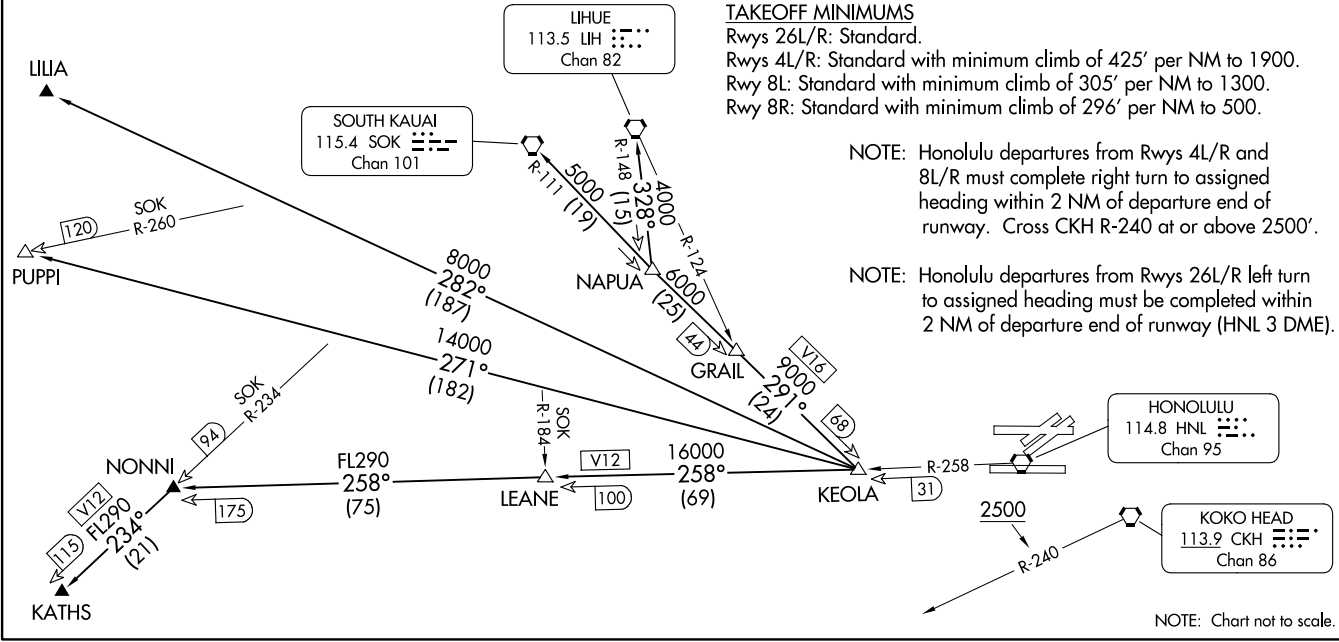 LIHUE
113.5 LIH
Chan 82
TAKEOFF MINIMUMS
Rwys 26L/R: Standard.
Rwys 4L/R: Standard with minimum climb of 425' per NM to 1900.
Rwy 8L: Standard with minimum climb of 305' per NM to 1300.
Rwy 8R: Standard with minimum climb of 296' per NM to 500.
LILIA
SOUTH KAUAI
115.4 SOK
Chan 101
NOTE: Honolulu departures from Rwys 4L/R and
8L/R must complete right turn to assigned
heading within 2 NM of departure end of
runway. Cross CKH R-240 at or above 2500'.
NOTE: Honolulu departures from Rwys 26L/R left turn
to assigned heading must be completed within
2 NM of departure end of runway (HNL 3 DME).
R-111
5000
(19)
R-148
328°
(15)
4000
R-124
SOK
R-260
120
PUPPI
NAPUA
6000
(25)
44
GRAIL
8000
282°
(187)
14000
271°
(182)
V16
9000
291°
(24)
68
SOK
R-234
94
SOK
R-184
HONOLULU
114.8 HNL
Chan 95
NONNI
FL290
258°
(75)
175
LEANE
V12
100
16000
258°
(69)
KEOLA
R-258
31
V12
FL290
234°
(21)
115
KATHS
2500
R-240
KOKO HEAD
113.9 CKH
Chan 86
NOTE: Chart not to scale.